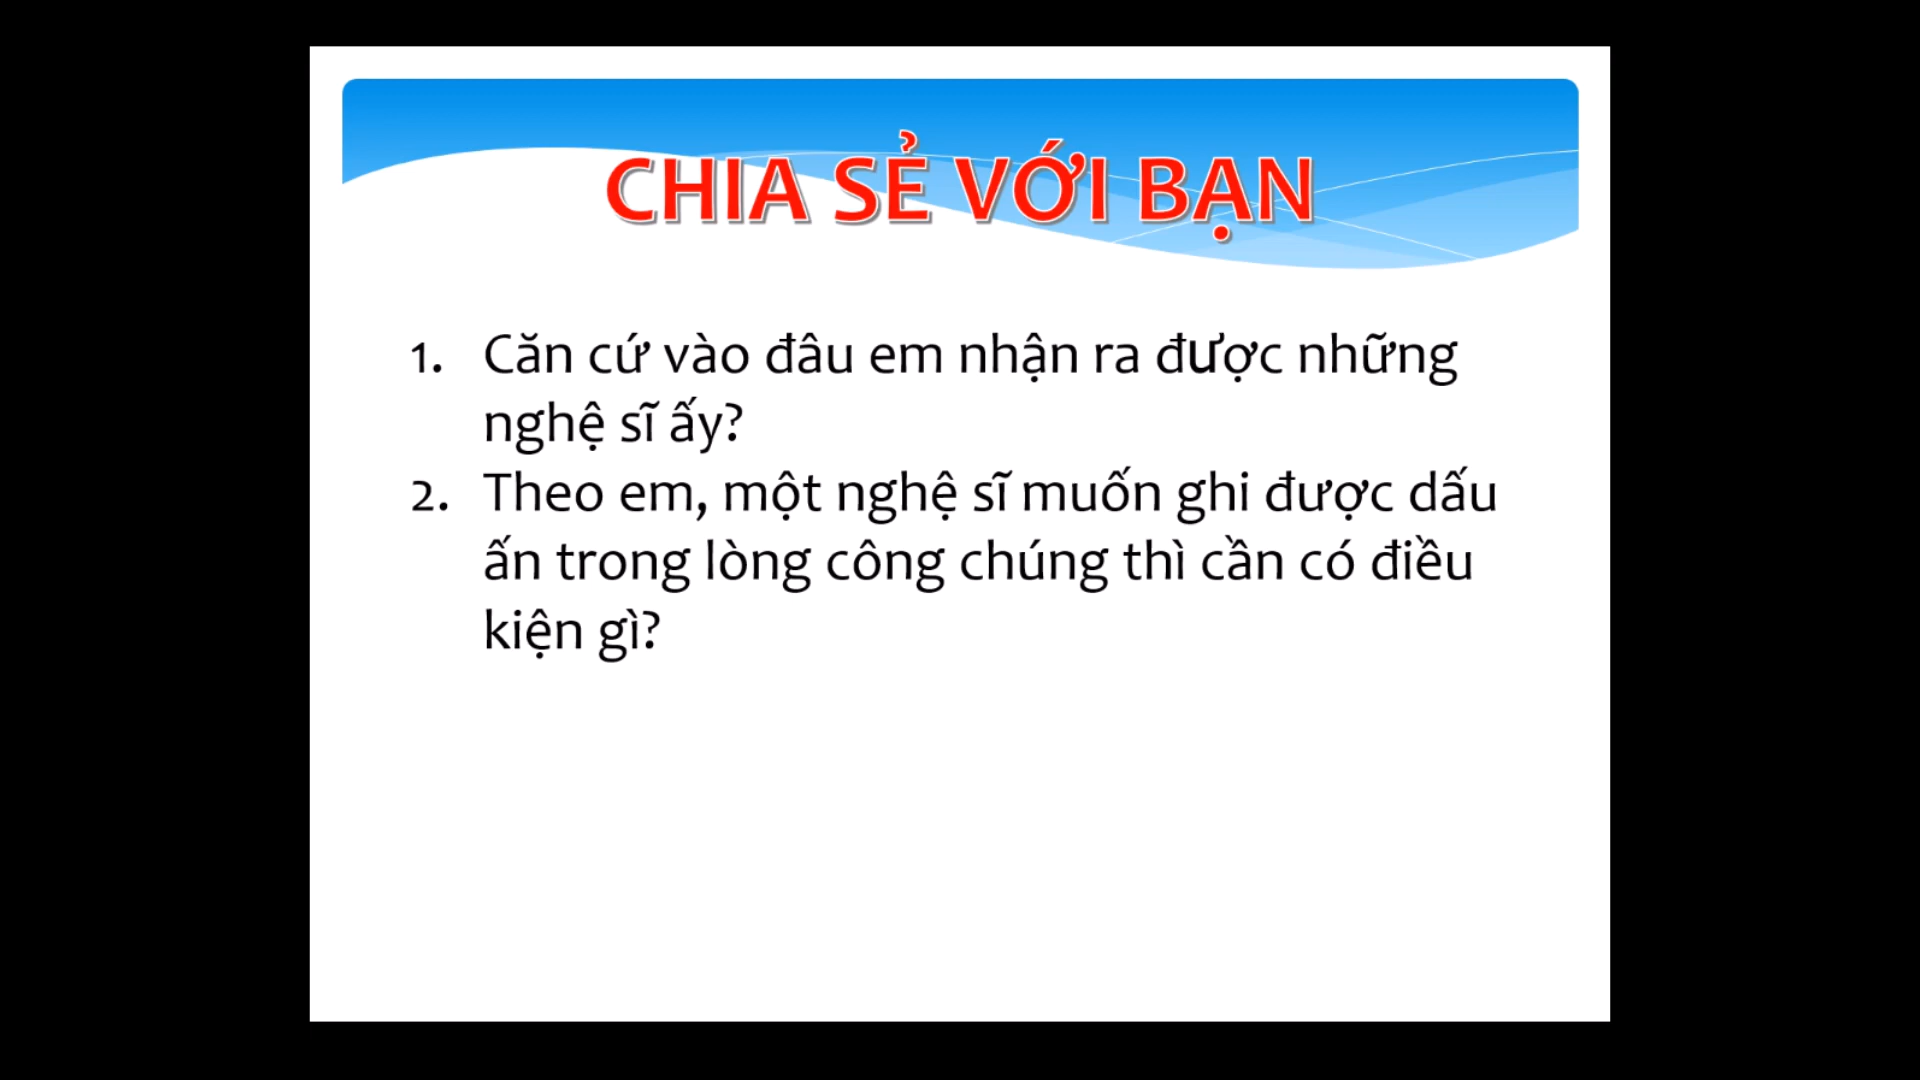 CHIA SẺ VỚI BẠN
1. Căn cứ vào đâu em nhận ra được những
nghệ sĩ ấy?
2. Theo em, một nghệ sĩ muốn ghi được dấu
ấn trong lòng công chúng thì cần có điều
kiện gì?